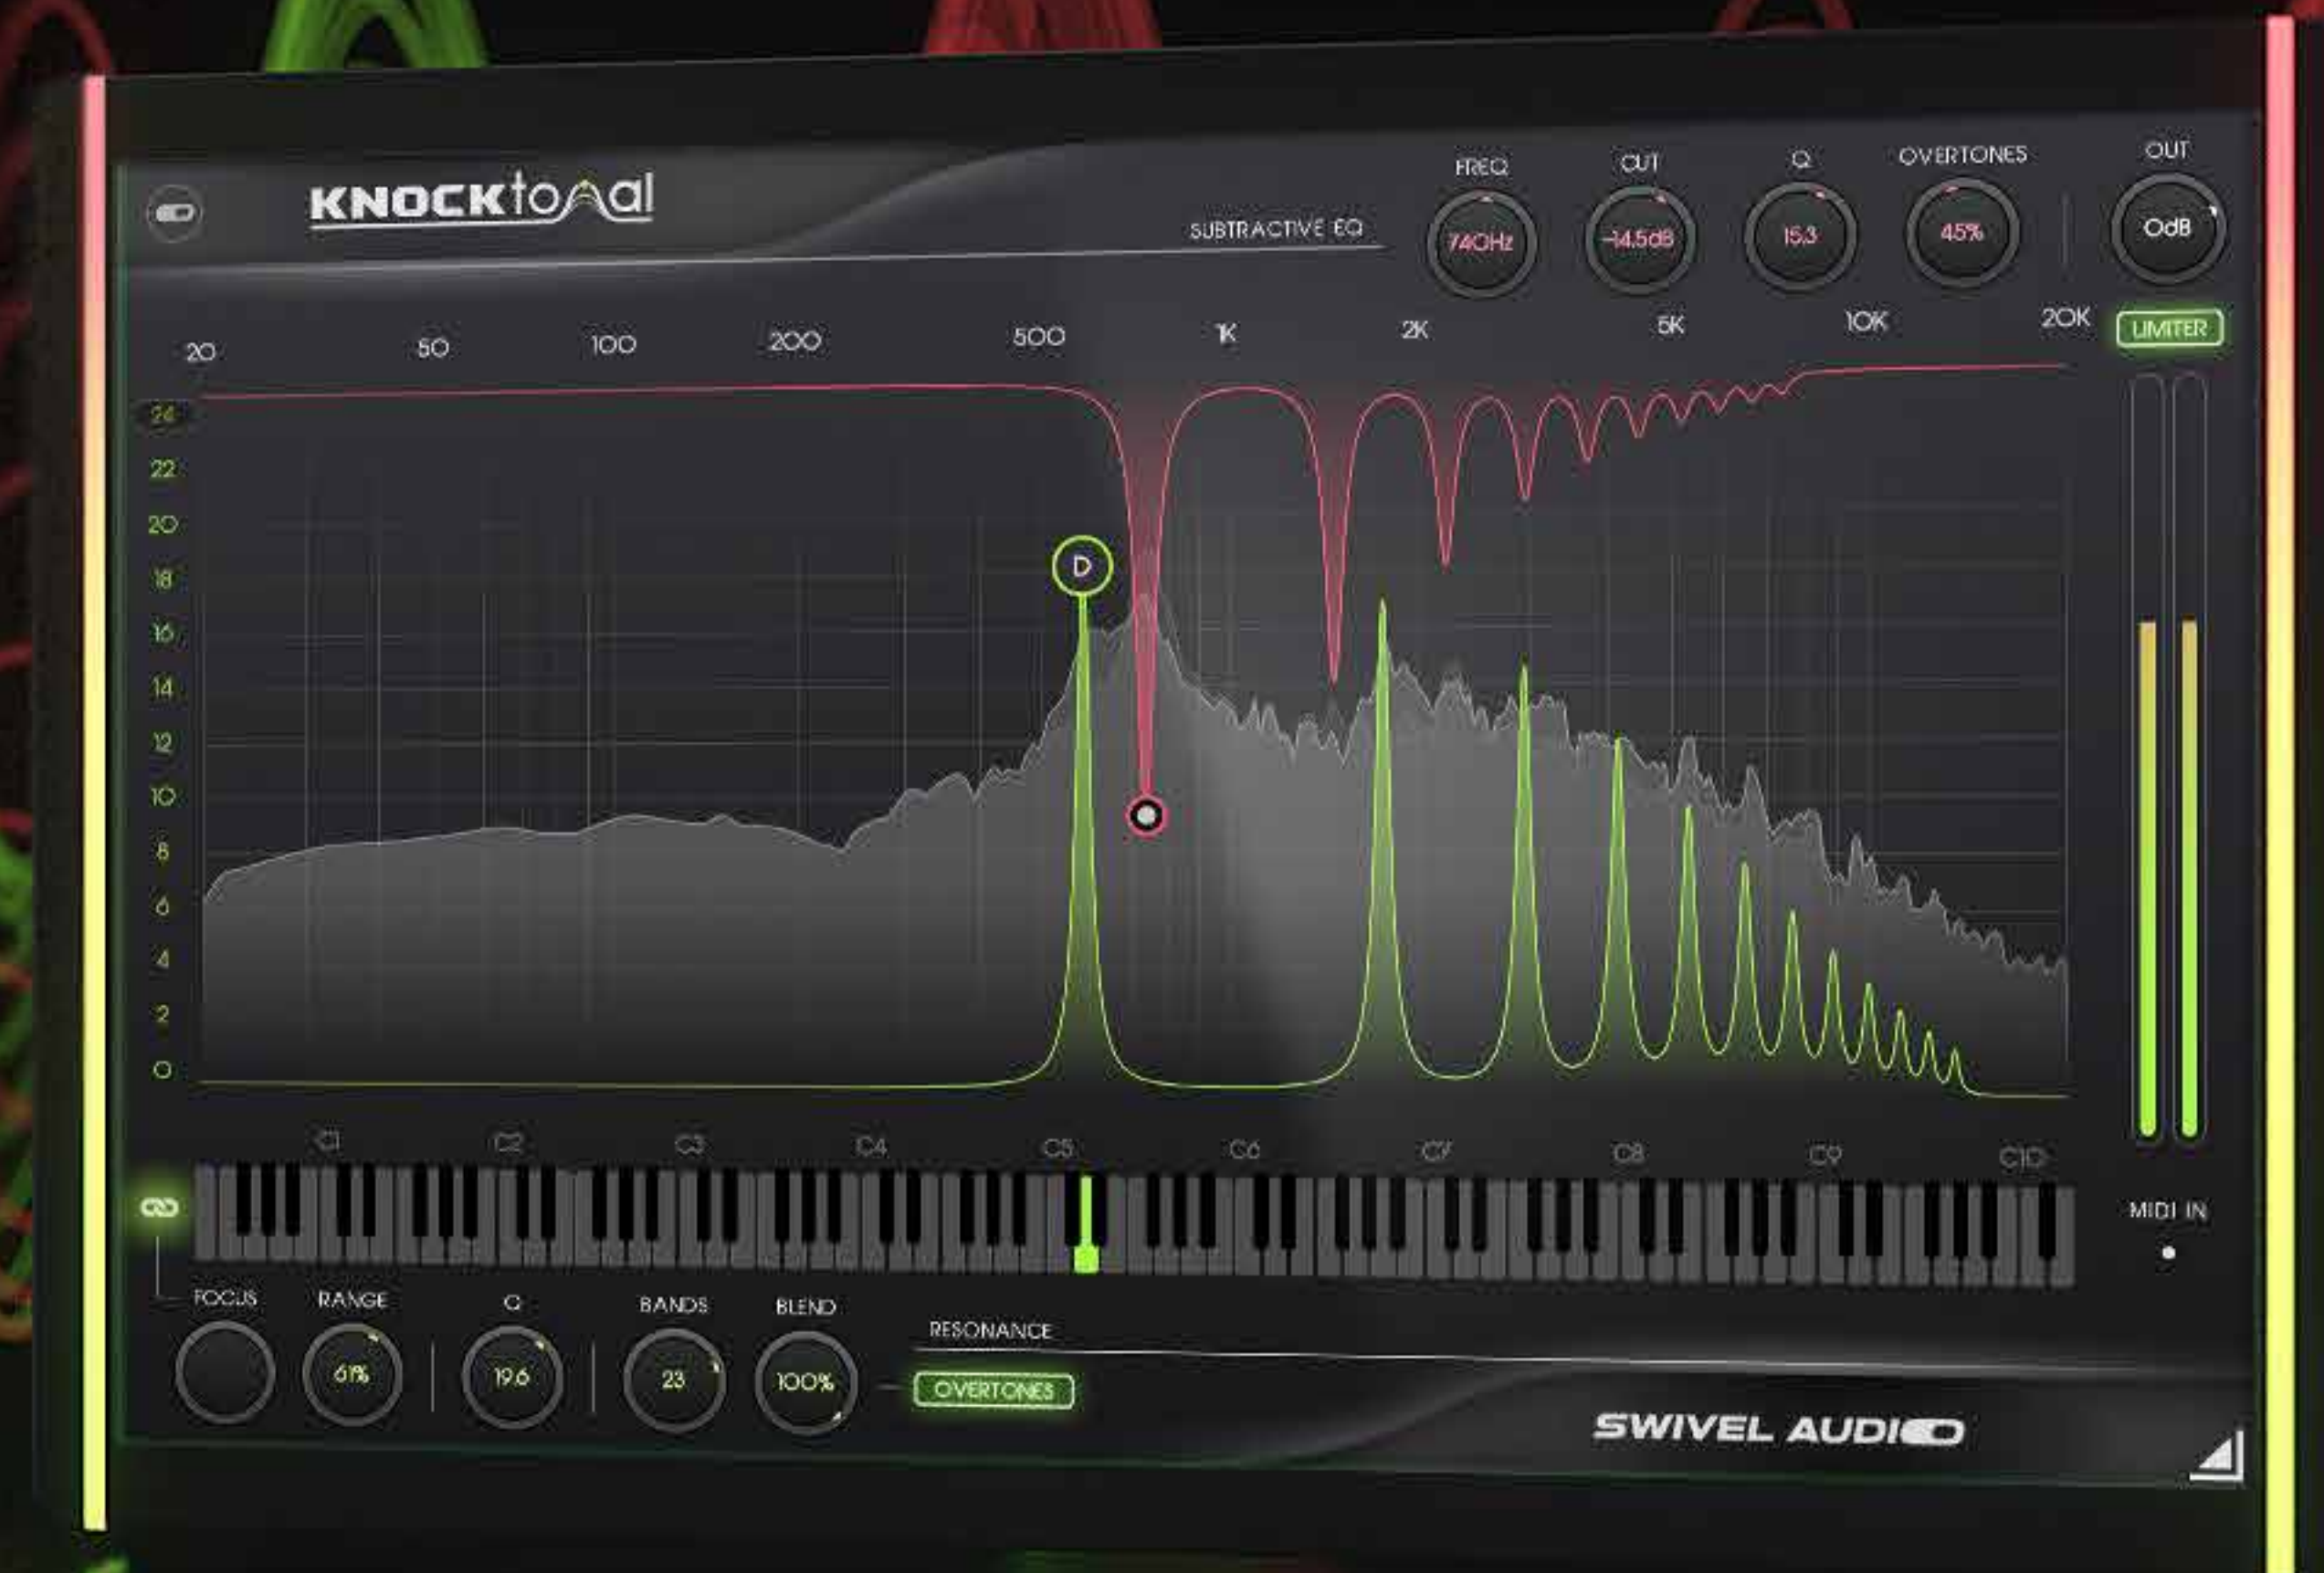 KNOCKtonal
SUBTRACTIVE EQ
FREQ CUT Q OVERTONES OUT
740Hz -14.5dB 15.3 45% 0dB
LIMITER
20 50 100 200 500 1K 2K 5K 10K 20K
24
22
20
18
D
16
14
12
10
8
6
4
2
0
C1 C2 C3 C4 C5 C6 C7 C8 C9 C10
MIDI IN
FOCUS RANGE Q BANDS BLEND
61% 19.6 23 100%
RESONANCE
OVERTONES
SWIVEL AUDIO